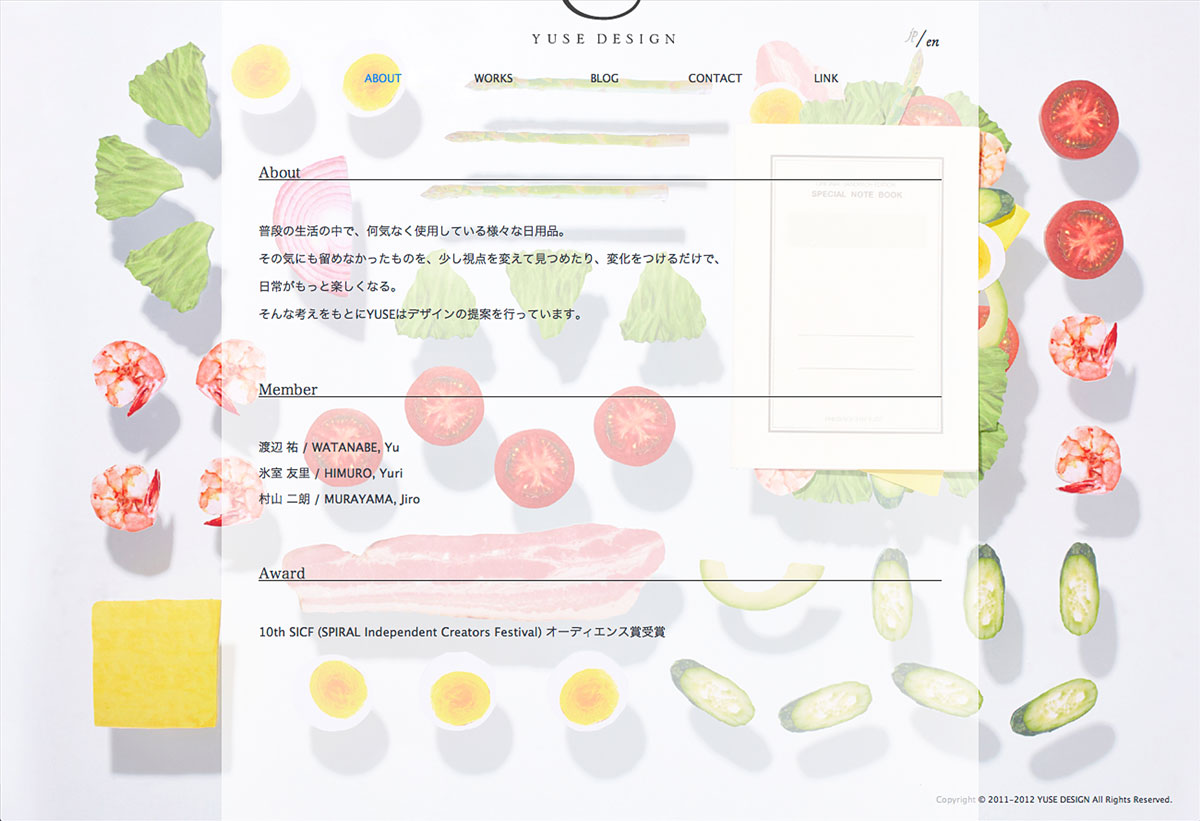 YUSE DESIGN
jp/en
ABOUT WORKS BLOG CONTACT LINK
SPECIAL NOTE BOOK
About
普段の生活の中で、何気なく使用している様々な日用品。
その気にも留めなかったものを、少し視点を変えて見つめたり、変化をつけるだけで、
日常がもっと楽しくなる。
そんな考えをもとにYUSEはデザインの提案を行っています。
Member
渡辺 祐 / WATANABE, Yu
氷室 友里 / HIMURO, Yuri
村山 二朗 / MURAYAMA, Jiro
Award
10th SICF (SPIRAL Independent Creators Festival) オーディエンス賞受賞
Copyright © 2011-2012 YUSE DESIGN All Rights Reserved.